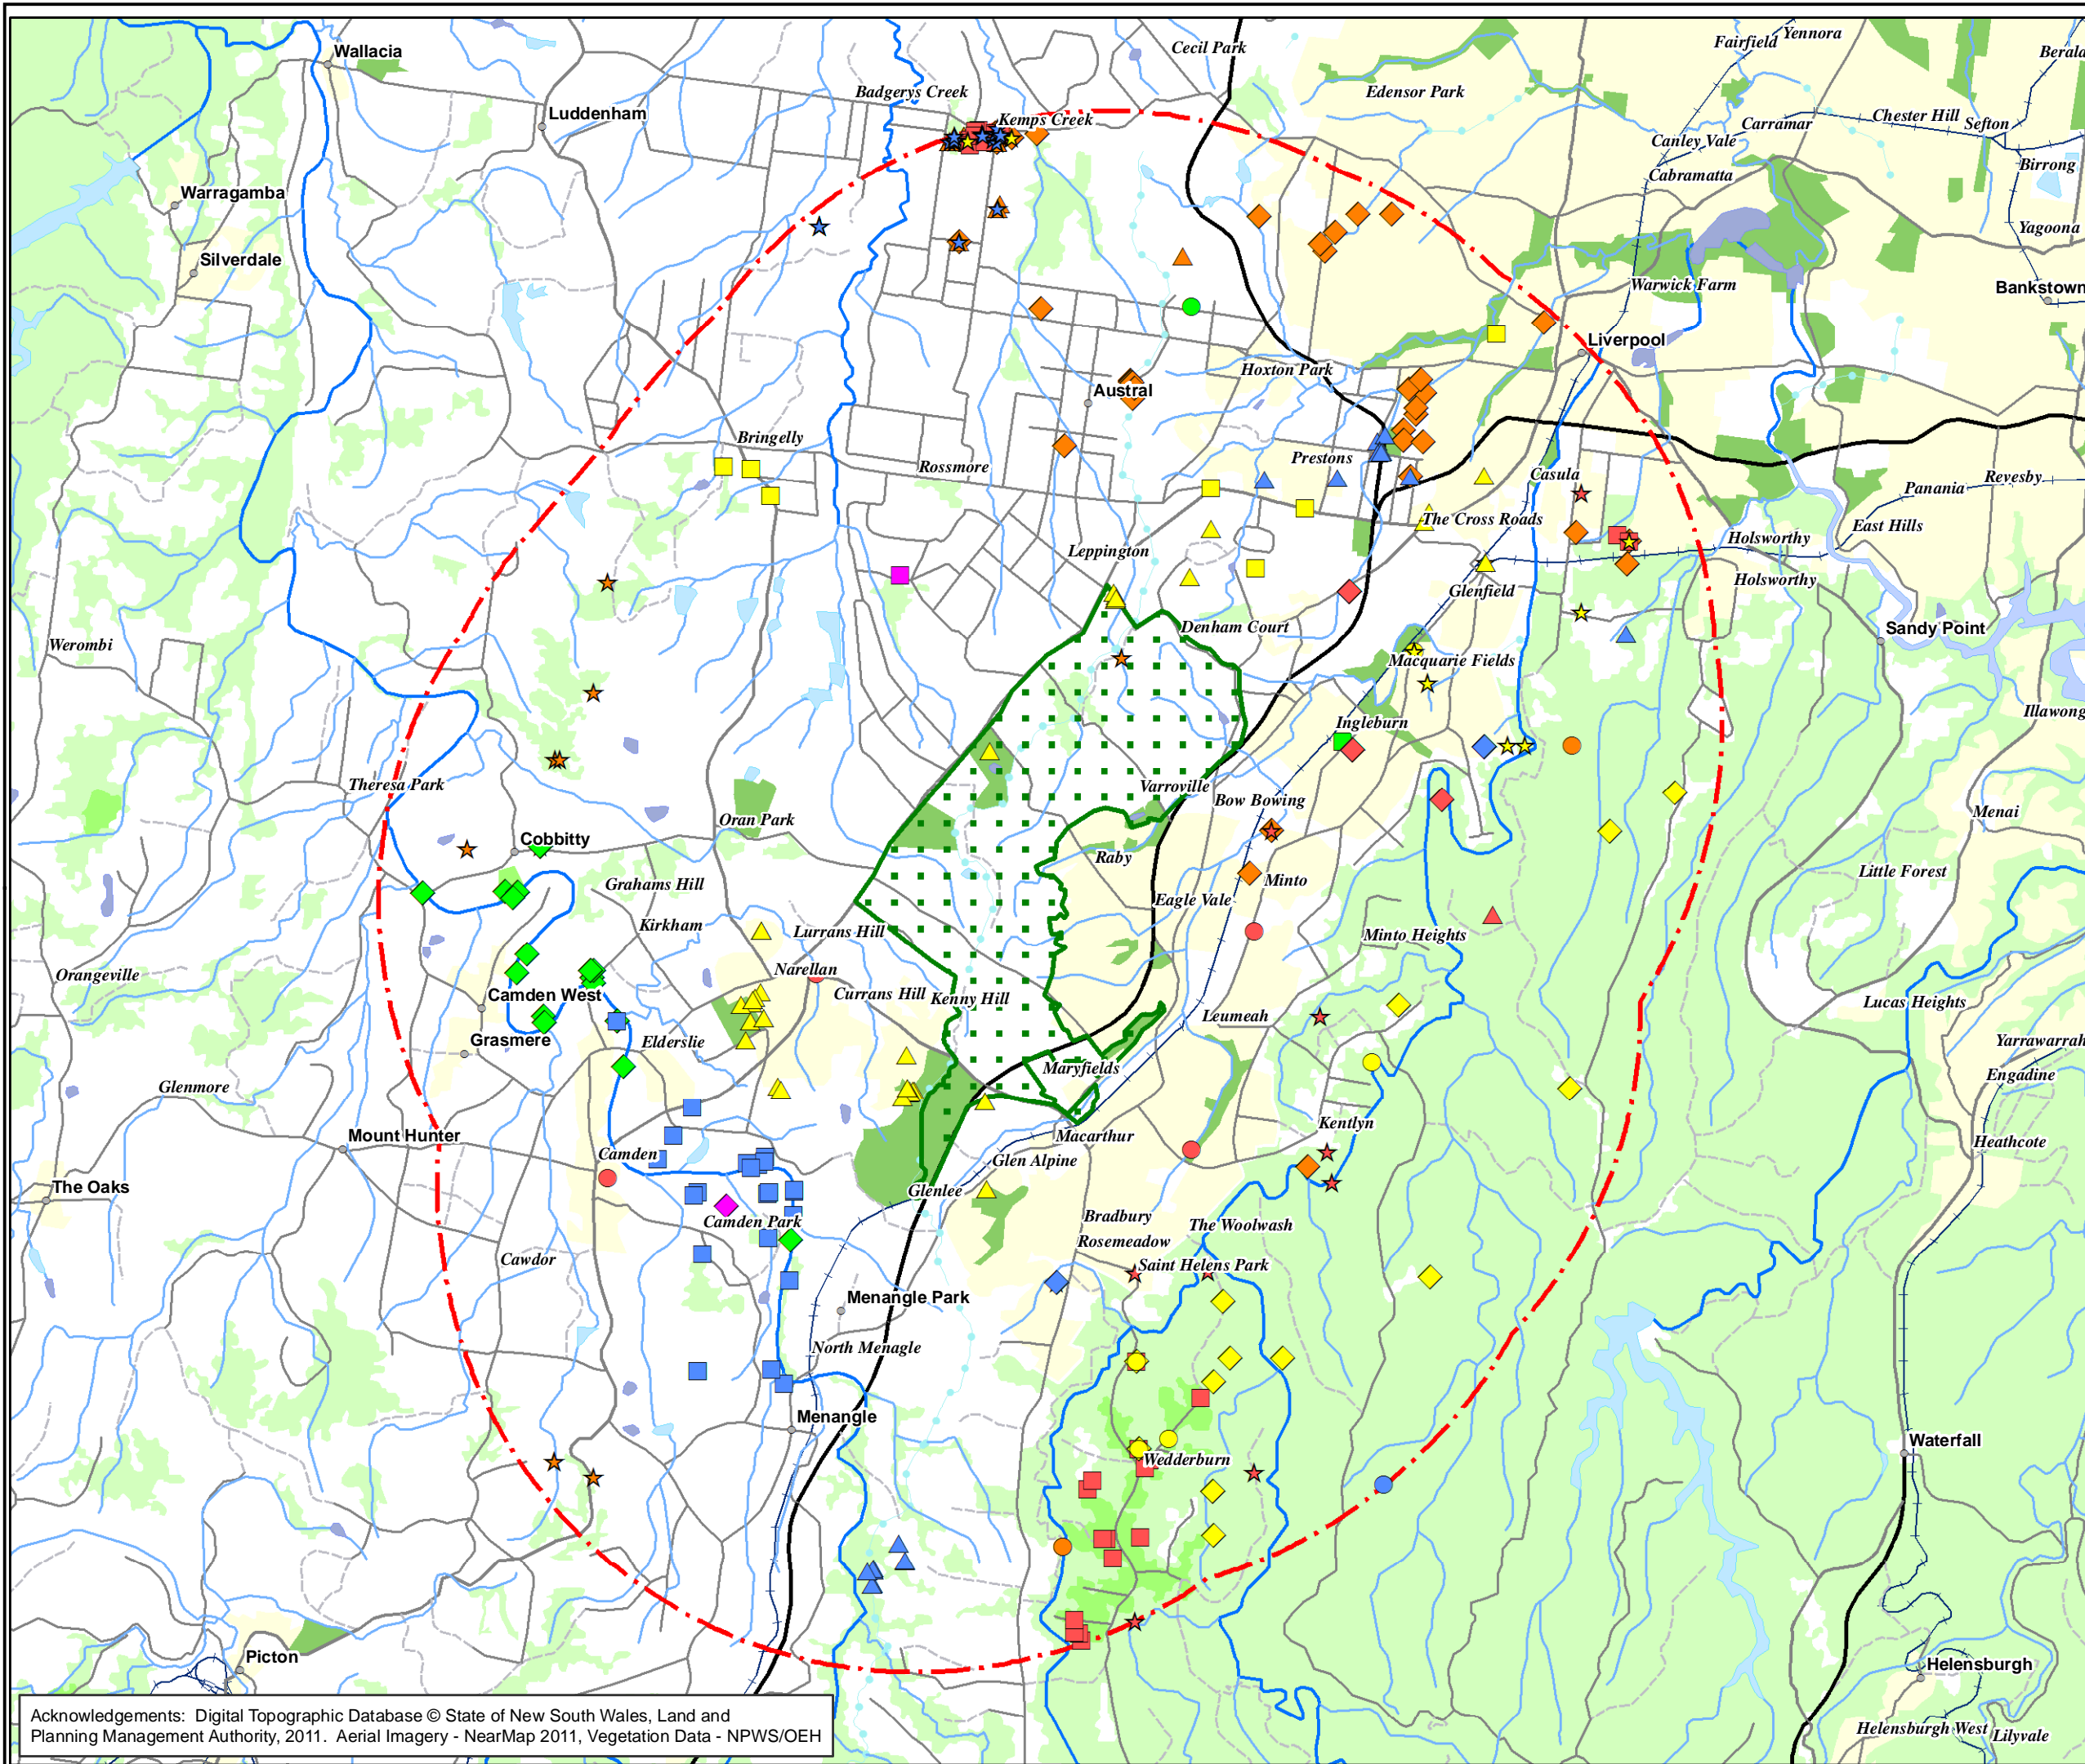 Wallacia
Cecil Park
Fairfield
Yennora
Badgerys Creek
Edensor Park
Luddenham
Kemps Creek
Chester Hill
Carramar
Sefton
Canley Vale
Birrong
Cabramatta
Warragamba
Yagoona
Silverdale
Warwick Farm
Bankstown
Liverpool
Hoxton Park
Austral
Bringelly
Rossmore
Prestons
Casula
Revesby
Panania
The Cross Roads
East Hills
Leppington
Holsworthy
Holsworthy
Glenfield
Denham Court
Sandy Point
Werombi
Macquarie Fields
Illawong
Ingleburn
Theresa Park
Varroville
Bow Bowing
Menai
Oran Park
Cobbitty
Raby
Little Forest
Grahams Hill
Minto
Eagle Vale
Kirkham
Lurrans Hill
Minto Heights
Orangeville
Narellan
Camden West
Currans Hill
Kenny Hill
Lucas Heights
Leumeah
Grasmere
Elderslie
Yarrawarrah
Maryfields
Engadine
Glenmore
Kentlyn
Mount Hunter
Macarthur
Heathcote
Camden
Glen Alpine
The Oaks
Glenlee
Camden Park
Bradbury
The Woolwash
Rosemeadow
Cawdor
Saint Helens Park
Menangle Park
North Menagle
Menangle
Waterfall
Wedderburn
Picton
Helensburgh
Helensburgh West
Lilyvale
Acknowledgements: Digital Topographic Database © State of New South Wales, Land and
Planning Management Authority, 2011. Aerial Imagery - NearMap 2011, Vegetation Data - NPWS/OEH